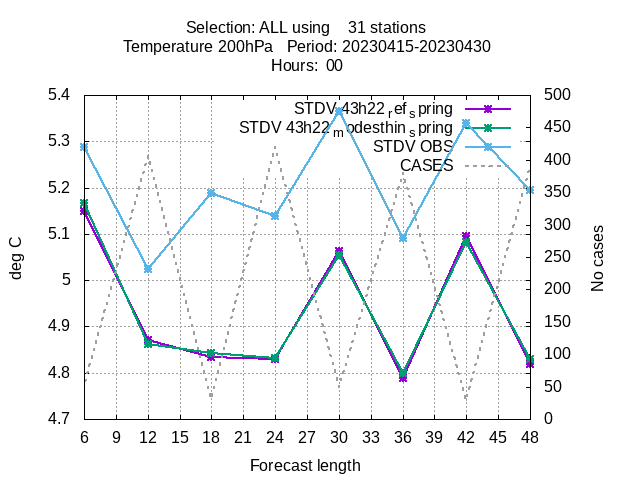 Selection: ALL using 31 stations
Temperature 200hPa Period: 20230415-20230430
Hours: 00
STDV 43h22_ref_spring
STDV 43h22_modesthin_spring
STDV OBS
CASES
5.4
5.3
5.2
5.1
5
4.9
4.8
4.7
deg C
500
450
400
350
300
250
200
150
100
50
0
No cases
6 9 12 15 18 21 24 27 30 33 36 39 42 45 48
Forecast length